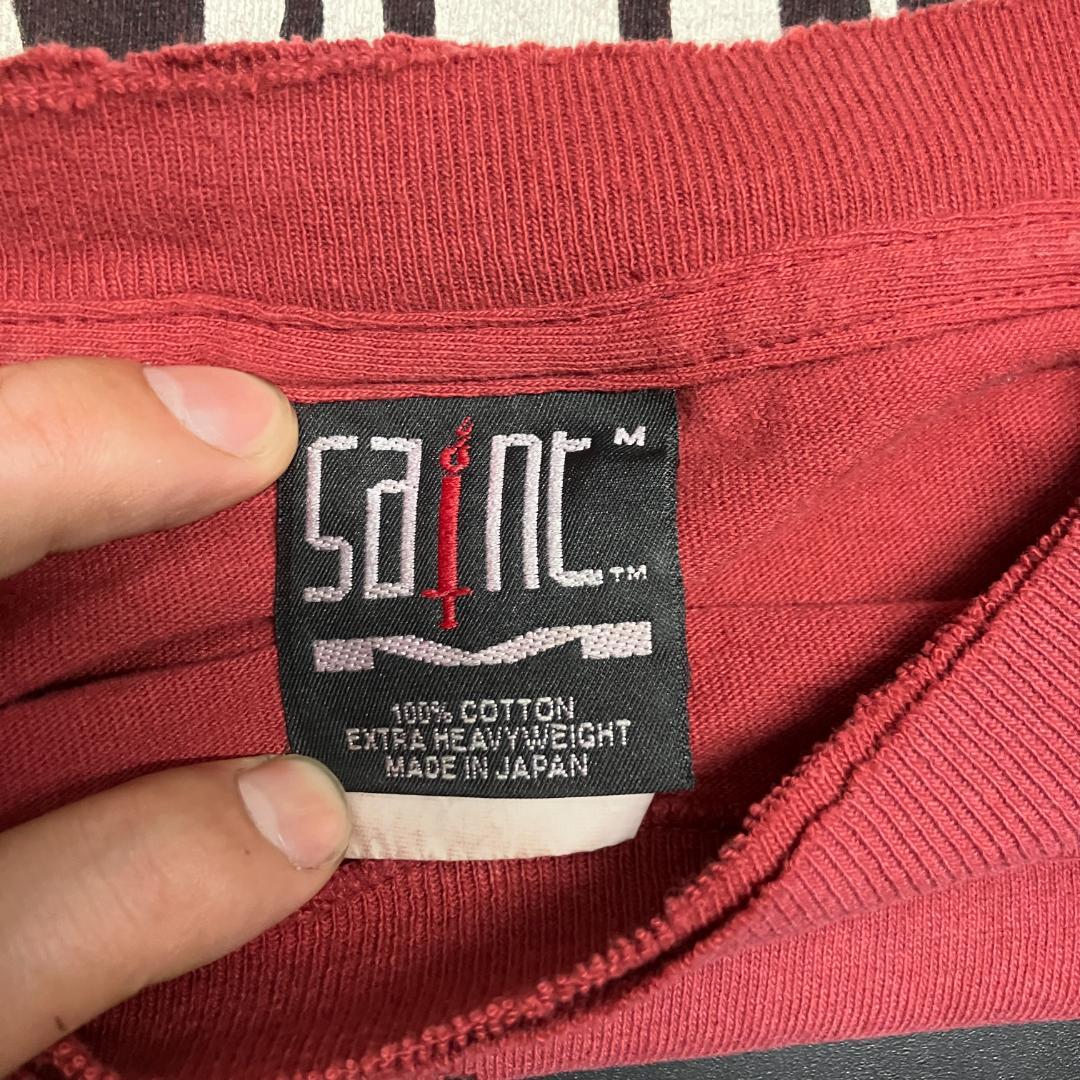 saint M
TM
100% COTTON
EXTRA HEAVYWEIGHT
MADE IN JAPAN